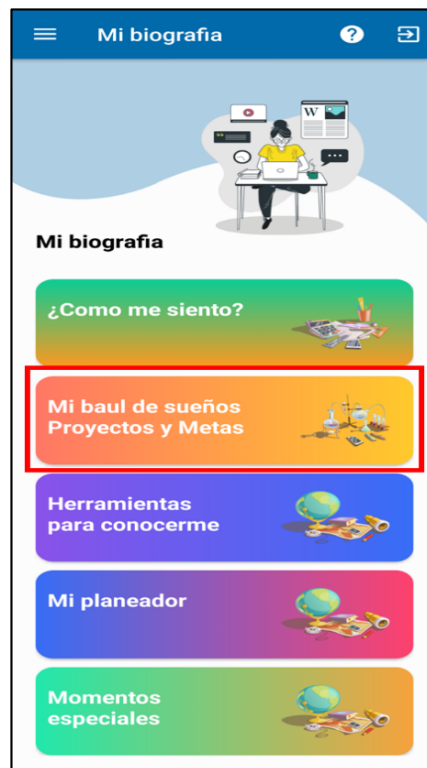 Mi biografia
W
Mi biografia
¿Como me siento?
Mi baul de sueños
Proyectos y Metas
Herramientas
para conocerme
Mi planeador
Momentos
especiales